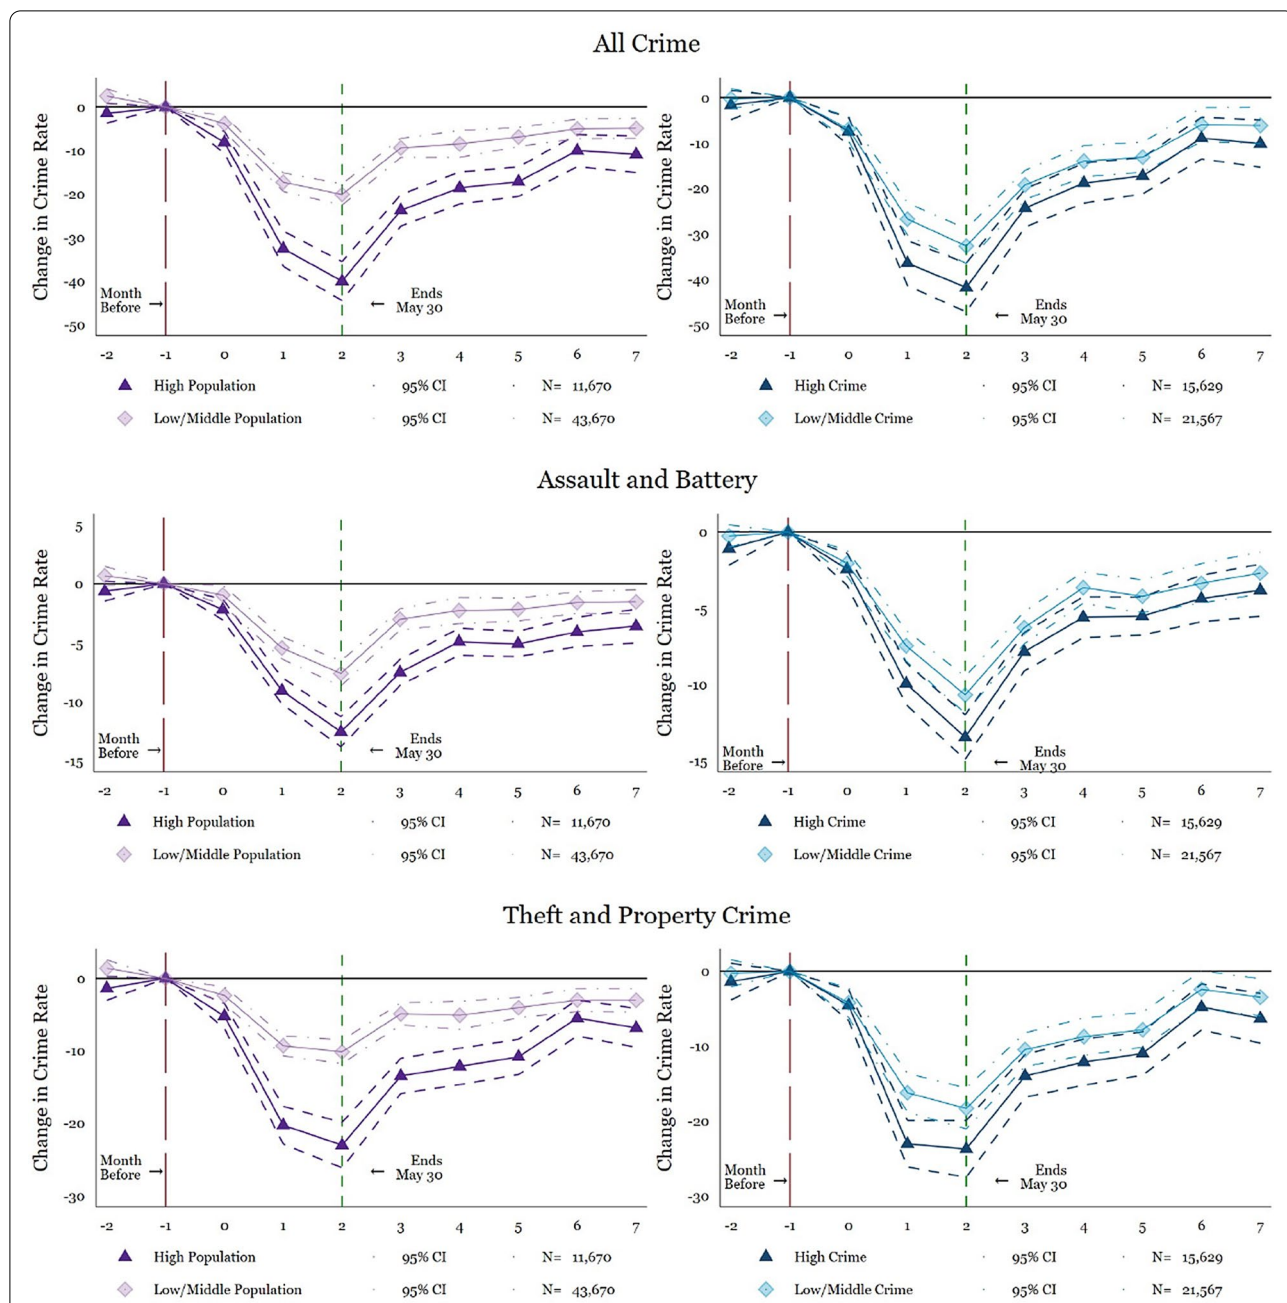 All Crime
Change in Crime Rate
0
-10
-20
-30
-40
-50
Month
Before →
← Ends
May 30
-2 -1 0 1 2 3 4 5 6 7
High Population 95% CI N= 11,670
Low/Middle Population 95% CI N= 43,670
Change in Crime Rate
0
-10
-20
-30
-40
-50
Month
Before →
← Ends
May 30
-2 -1 0 1 2 3 4 5 6 7
High Crime 95% CI N= 15,629
Low/Middle Crime 95% CI N= 21,567
Assault and Battery
Change in Crime Rate
5
0
-5
-10
-15
Month
Before →
← Ends
May 30
-2 -1 0 1 2 3 4 5 6 7
High Population 95% CI N= 11,670
Low/Middle Population 95% CI N= 43,670
Change in Crime Rate
0
-5
-10
-15
Month
Before →
← Ends
May 30
-2 -1 0 1 2 3 4 5 6 7
High Crime 95% CI N= 15,629
Low/Middle Crime 95% CI N= 21,567
Theft and Property Crime
Change in Crime Rate
0
-10
-20
-30
Month
Before →
← Ends
May 30
-2 -1 0 1 2 3 4 5 6 7
High Population 95% CI N= 11,670
Low/Middle Population 95% CI N= 43,670
Change in Crime Rate
0
-10
-20
-30
Month
Before →
← Ends
May 30
-2 -1 0 1 2 3 4 5 6 7
High Crime 95% CI N= 15,629
Low/Middle Crime 95% CI N= 21,567